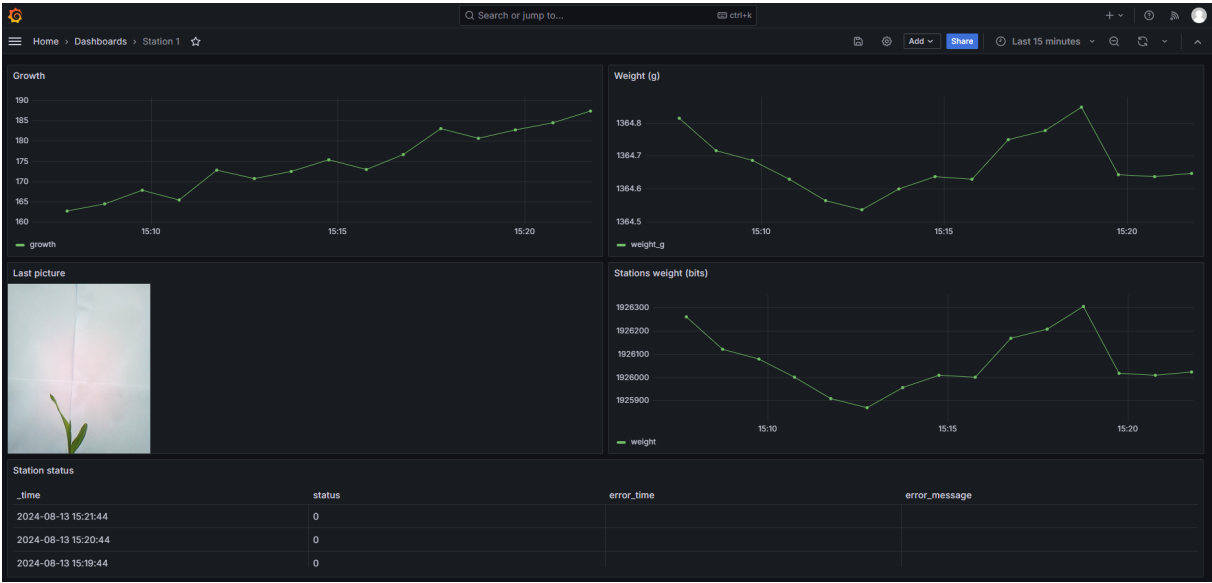 Search or jump to... ctrl+k
Home › Dashboards › Station 1 Add Share Last 15 minutes
Growth
190
185
180
175
170
165
160
15:10 15:15 15:20
growth
Weight (g)
1364.8
1364.7
1364.6
1364.5
15:10 15:15 15:20
weight_g
Last picture
Stations weight (bits)
1926300
1926200
1926100
1926000
1925900
15:10 15:15 15:20
weight
Station status
_time status error_time error_message
2024-08-13 15:21:44 0
2024-08-13 15:20:44 0
2024-08-13 15:19:44 0